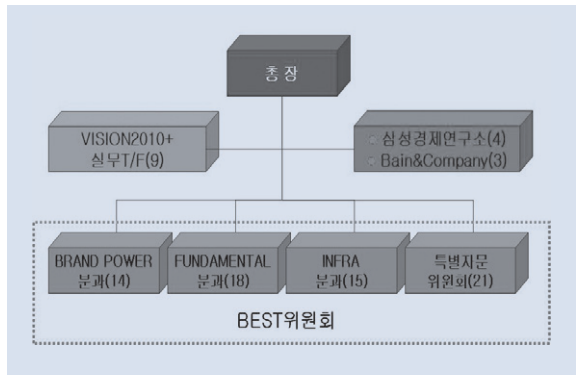 총 장
VISION2010+
실무T/F(9)
삼성경제연구소(4)
Bain&Company(3)
BRAND POWER
분과(14)
FUNDAMENTAL
분과(18)
INFRA
분과(15)
특별자문
위원회(21)
BEST위원회